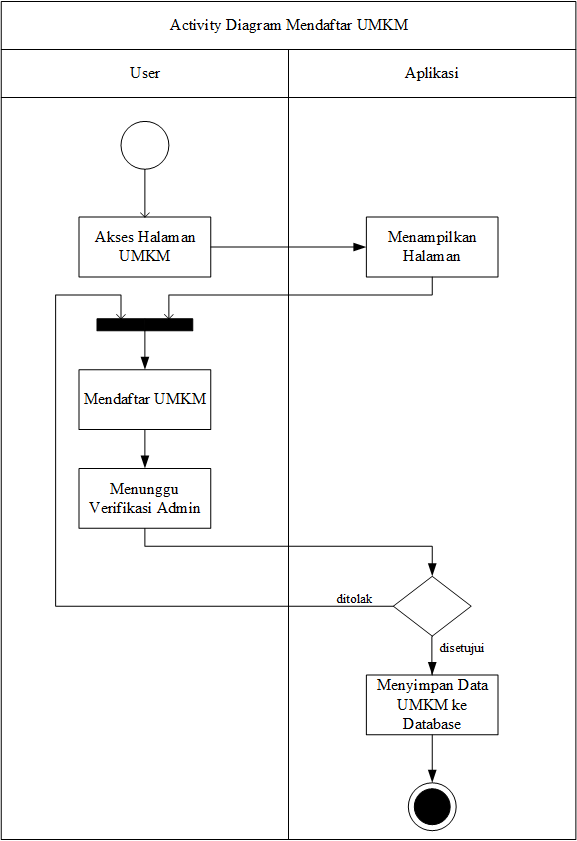 Activity Diagram Mendaftar UMKM
User
Aplikasi
Akses Halaman
UMKM
Menampilkan
Halaman
Mendaftar UMKM
Menunggu
Verifikasi Admin
ditolak
disetujui
Menyimpan Data
UMKM ke
Database